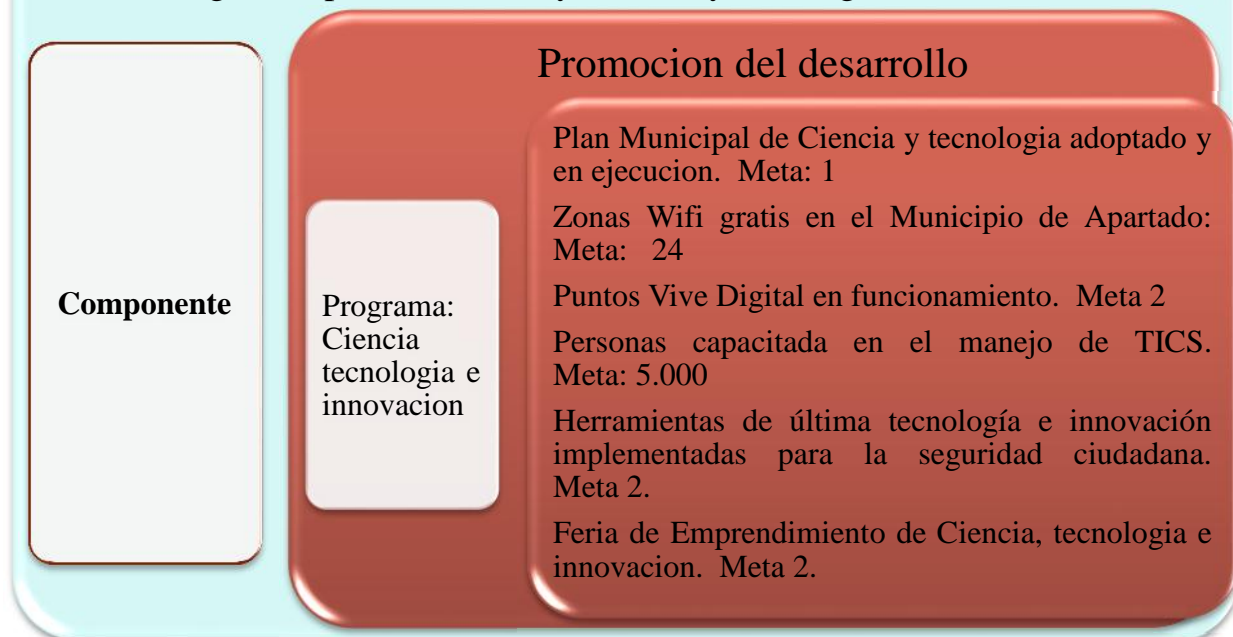 Promocion del desarrollo
Componente
Programa:
Ciencia
tecnologia e
innovacion
Plan Municipal de Ciencia y tecnologia adoptado y
en ejecucion. Meta: 1
Zonas Wifi gratis en el Municipio de Apartado:
Meta: 24
Puntos Vive Digital en funcionamiento. Meta 2
Personas capacitada en el manejo de TICS.
Meta: 5.000
Herramientas de última tecnología e innovación
implementadas para la seguridad ciudadana.
Meta 2.
Feria de Emprendimiento de Ciencia, tecnologia e
innovacion. Meta 2.